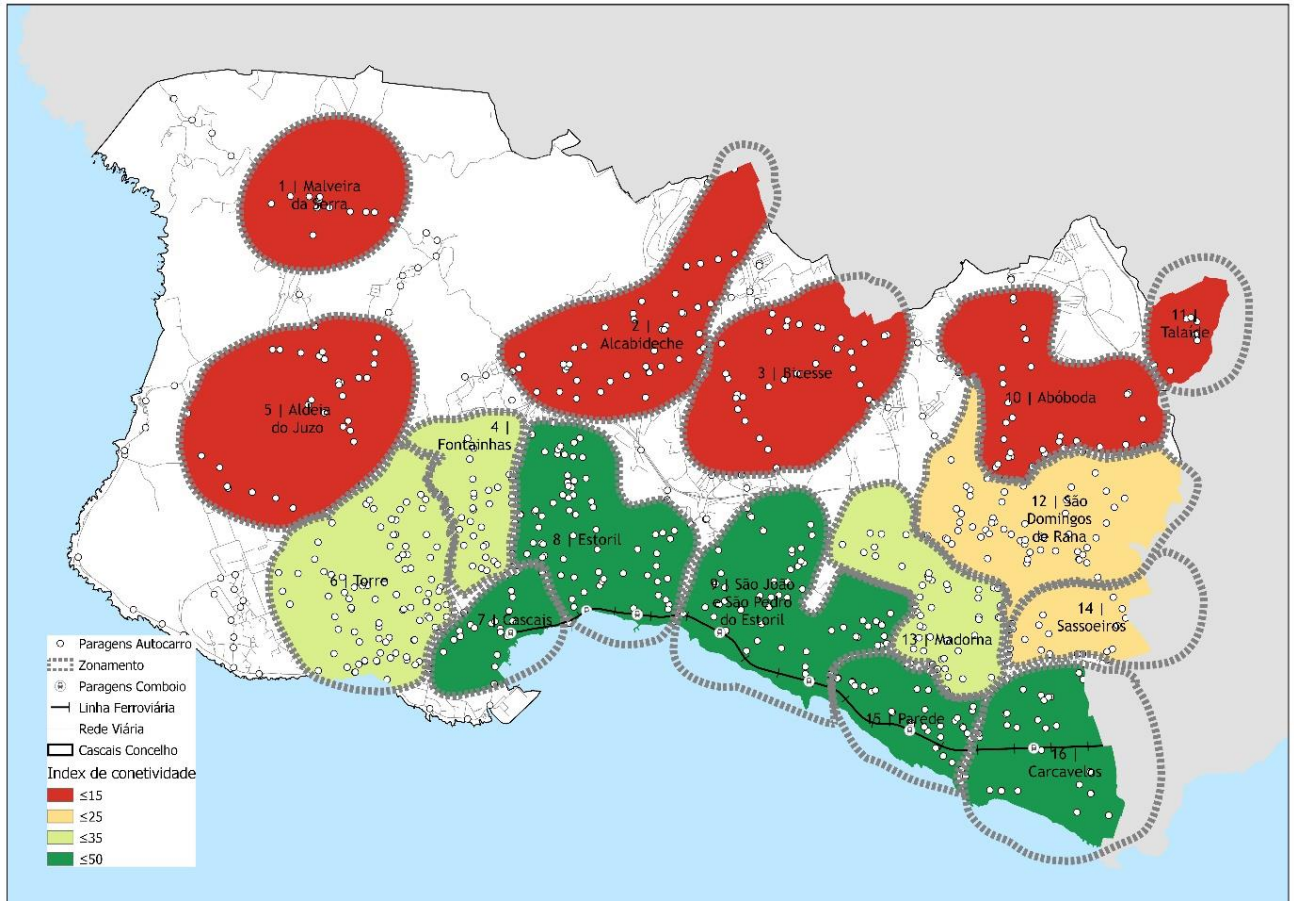 1 | Malveira
da Serra
2 |
Alcabideche
3 | Bicesse
11 |
Talaíde
10 | Abóboda
5 | Aldeia
do Juzo
4 |
Fontainhas
12 | São
Domingos
de Rana
8 | Estoril
6 | Torre
7 | Cascais
9 | São João
e São Pedro
do Estoril
13 | Madorna
14 |
Sassoeiros
15 | Parede
16 |
Carcavelos
Paragens Autocarro
Zonamento
Paragens Comboio
Linha Ferroviária
Rede Viária
Cascais Concelho
Index de conetividade
≤15
≤25
≤35
≤50